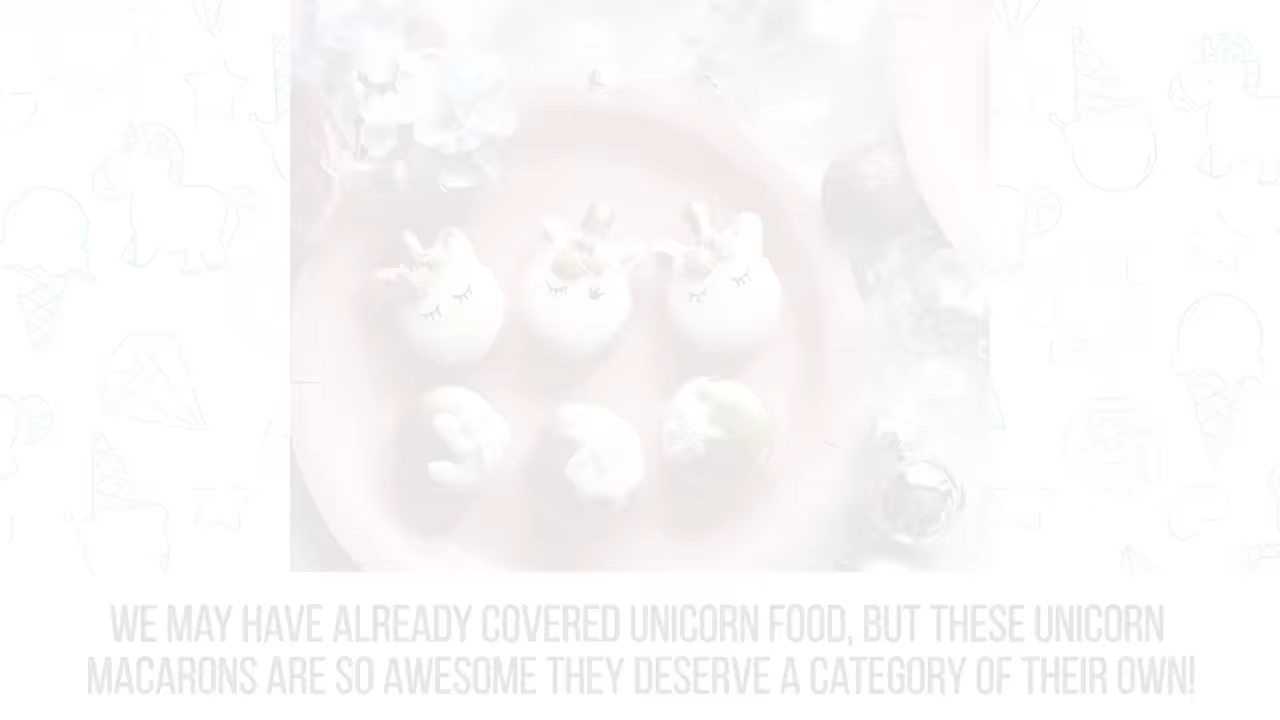 WE MAY HAVE ALREADY COVERED UNICORN FOOD, BUT THESE UNICORN
MACARONS ARE SO AWESOME THEY DESERVE A CATEGORY OF THEIR OWN!